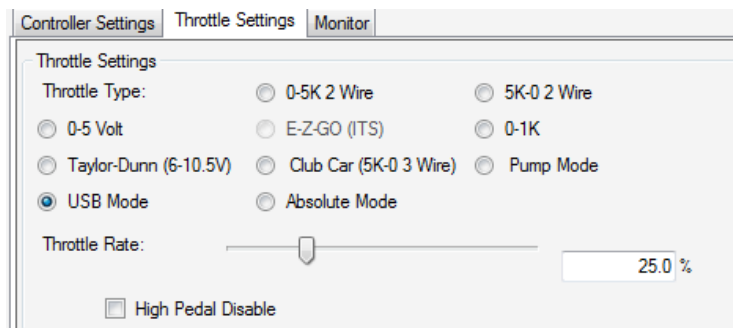 Controller Settings Throttle Settings Monitor
Throttle Settings
Throttle Type: 0-5K 2 Wire 5K-0 2 Wire
0-5 Volt E-Z-GO (ITS) 0-1K
Taylor-Dunn (6-10.5V) Club Car (5K-0 3 Wire) Pump Mode
USB Mode Absolute Mode
Throttle Rate: 25.0 %
High Pedal Disable